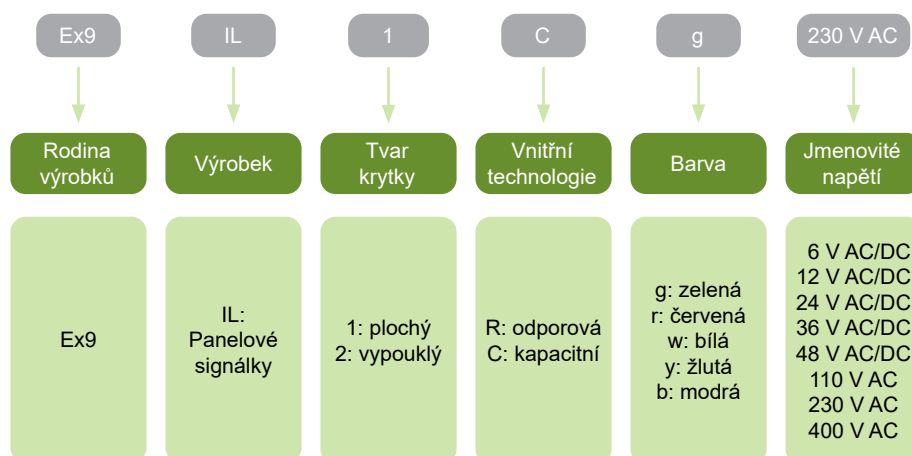 Ex9
IL
1
C
g
230 V AC
Rodina
výrobků
Výrobek
Tvar
krytky
Vnitřní
technologie
Barva
Jmenovité
napětí
Ex9
IL:
Panelové
signálky
1: plochý
2: vypouklý
R: odporová
C: kapacitní
g: zelená
r: červená
w: bílá
y: žlutá
b: modrá
6 V AC/DC
12 V AC/DC
24 V AC/DC
36 V AC/DC
48 V AC/DC
110 V AC
230 V AC
400 V AC